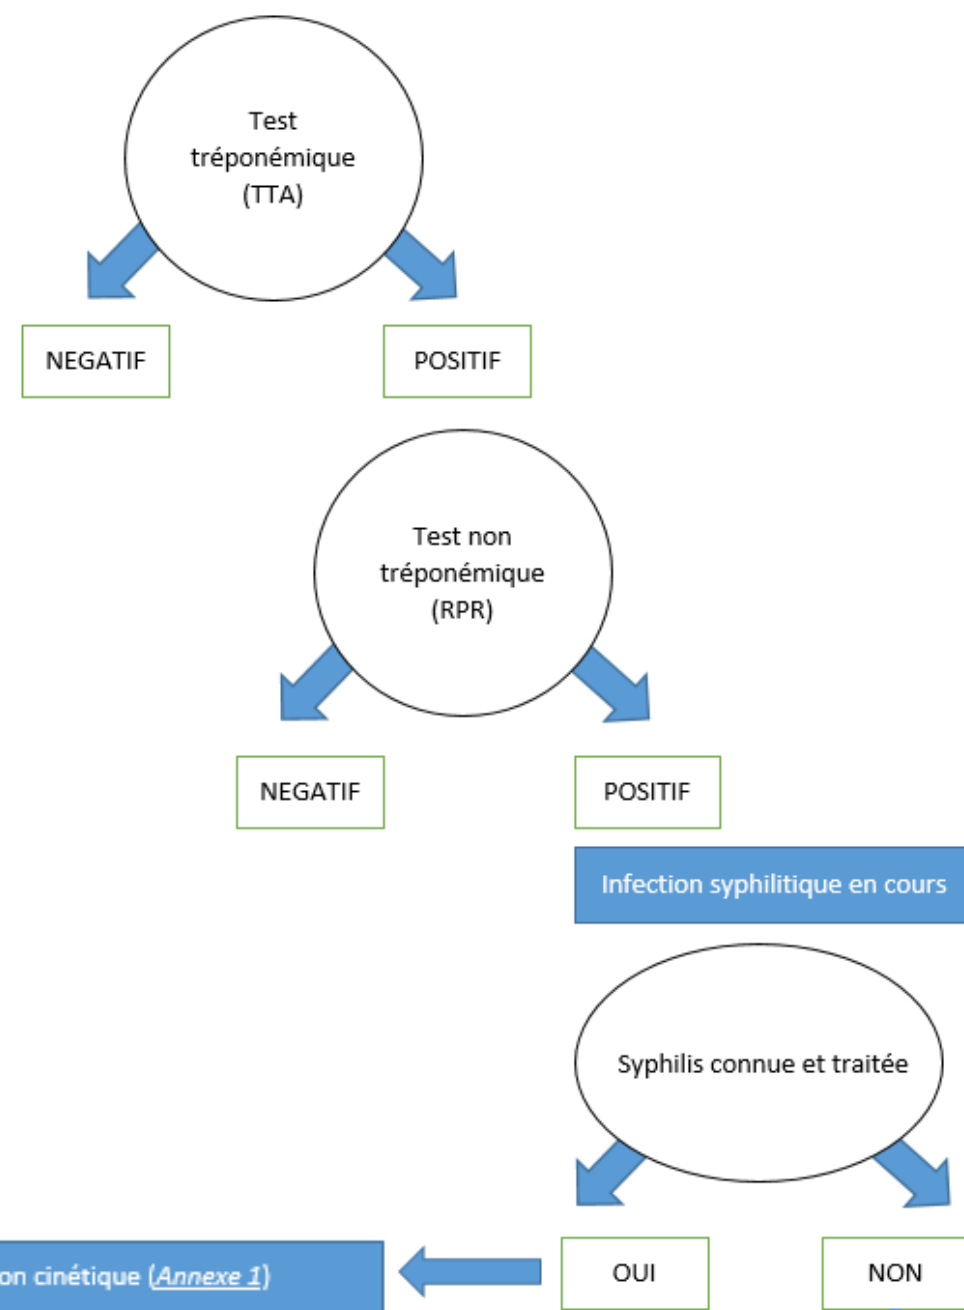 Test
tréponémique
(TTA)
NEGATIF
POSITIF
Test non
tréponémique
(RPR)
NEGATIF
POSITIF
Infection syphilitique en cours
Syphilis connue et traitée
OUI
NON
on cinétique (Annexe 1)